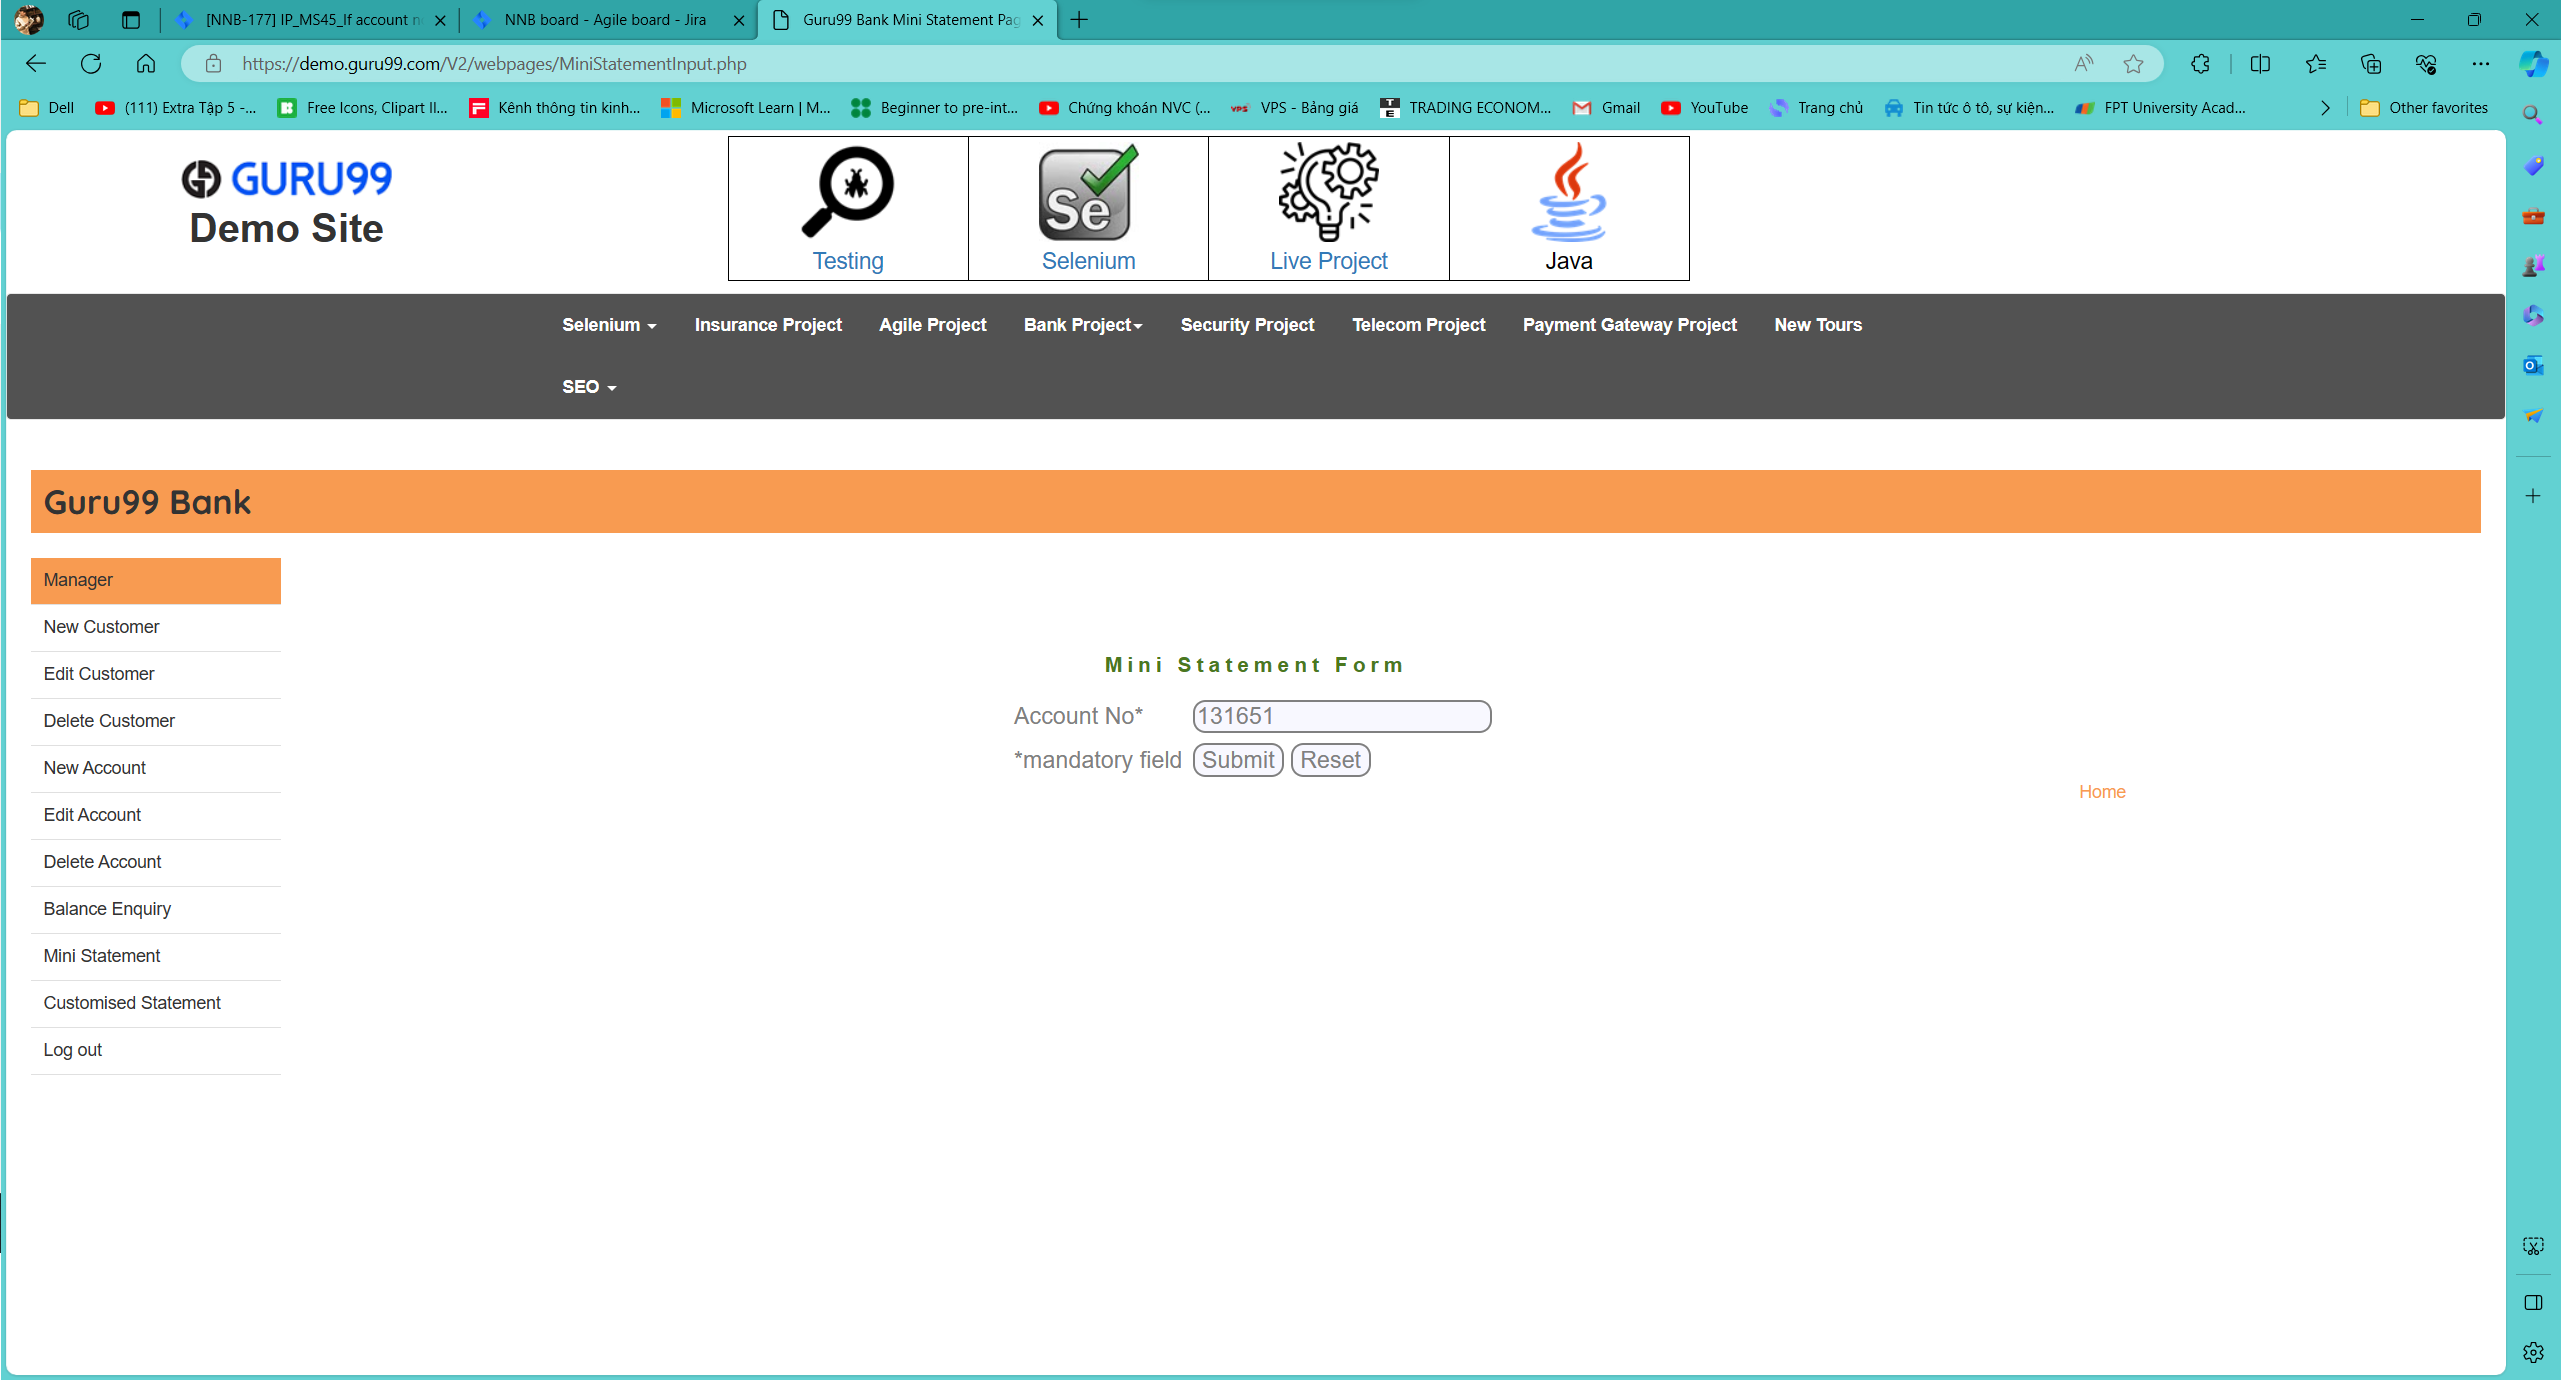 [NNB-177] IP_MS45_If account n
NNB board - Agile board - Jira
Guru99 Bank Mini Statement Pag
https://demo.guru99.com/V2/webpages/MiniStatementInput.php
Dell
(111) Extra Tập 5 -...
Free Icons, Clipart Il...
Kênh thông tin kinh...
Microsoft Learn | M...
Beginner to pre-int...
Chứng khoán NVC (...
VPS - Bảng giá
TRADING ECONOM...
Gmail
YouTube
Trang chủ
Tin tức ô tô, sự kiện...
FPT University Acad...
Other favorites
GURU99
Demo Site
Se
Testing
Selenium
Live Project
Java
Selenium
Insurance Project
Agile Project
Bank Project
Security Project
Telecom Project
Payment Gateway Project
New Tours
SEO
Guru99 Bank
Manager
New Customer
Edit Customer
Delete Customer
New Account
Edit Account
Delete Account
Balance Enquiry
Mini Statement
Customised Statement
Log out
Mini Statement Form
Account No*
131651
*mandatory field
Submit
Reset
Home